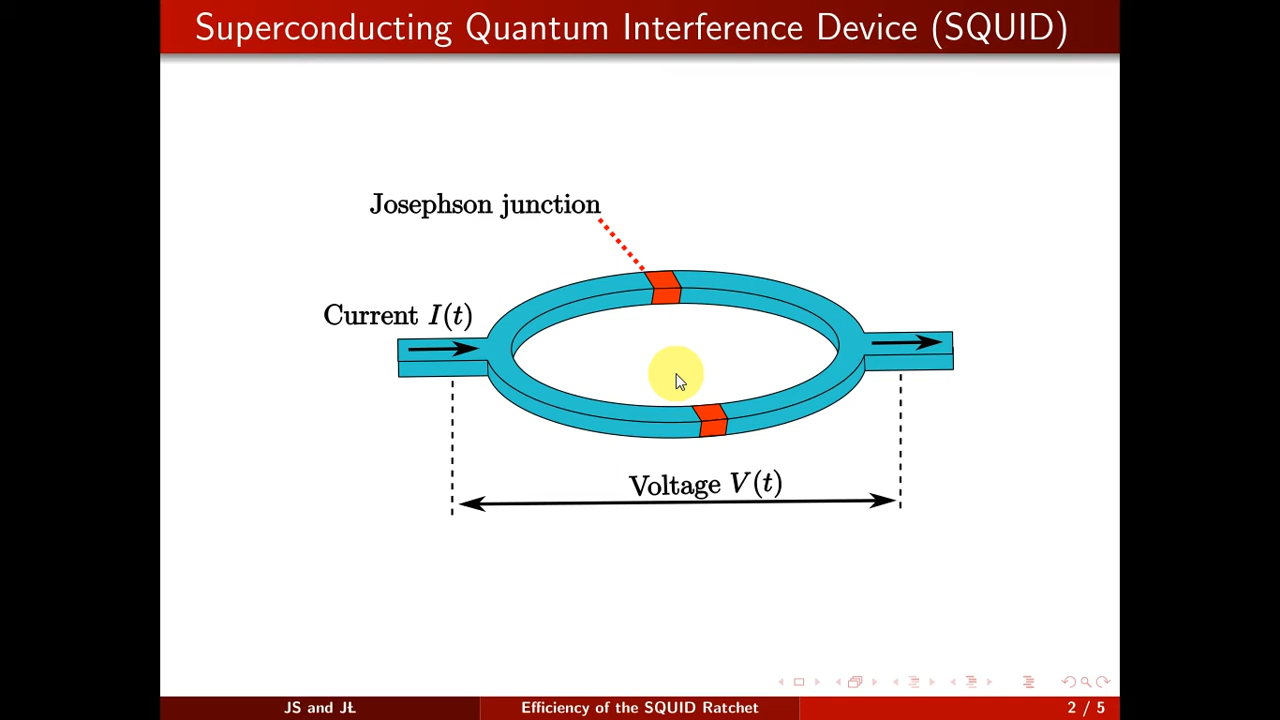 Superconducting Quantum Interference Device (SQUID)
Josephson junction
Current I(t)
Voltage V(t)
JS and JŁ
Efficiency of the SQUID Ratchet
2 / 5